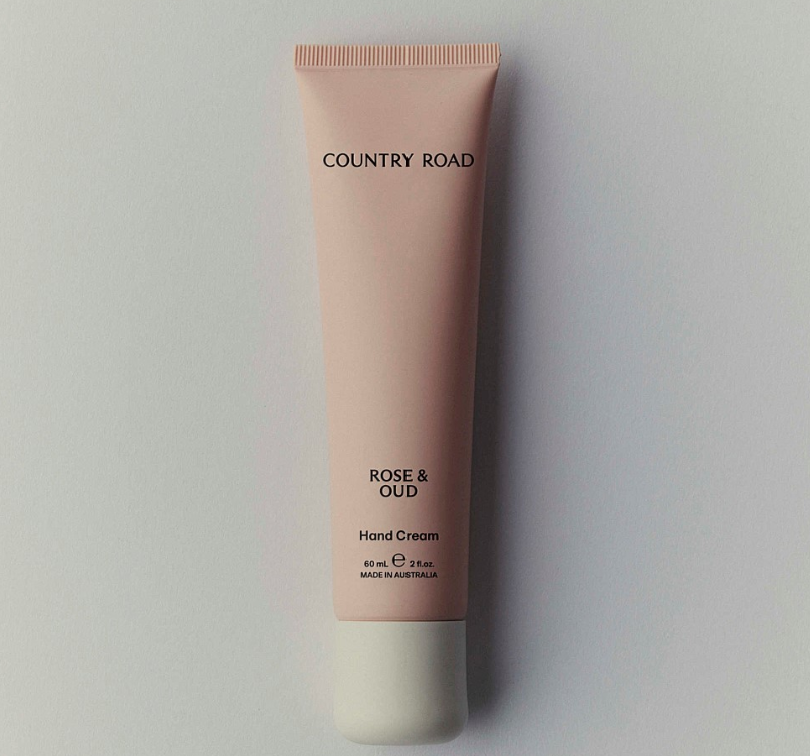 COUNTRY ROAD
ROSE &
OUD
Hand Cream
60 mL ℮ 2 fl.oz.
MADE IN AUSTRALIA